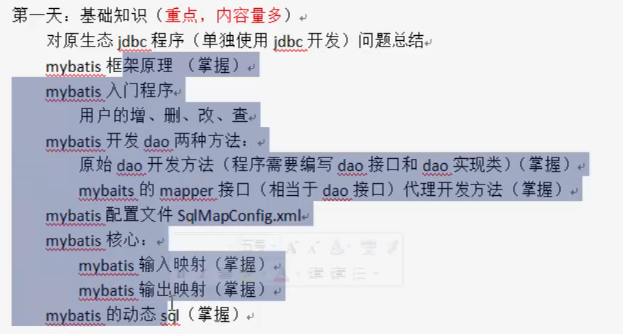 第一天：基础知识（重点，内容量多）
对原生态 jdbc 程序（单独使用 jdbc 开发）问题总结
mybatis 框架原理 （掌握）
mybatis 入门程序
用户的增、删、改、查
mybatis 开发 dao 两种方法：
原始 dao 开发方法（程序需要编写 dao 接口和 dao 实现类）（掌握）
mybaits 的 mapper 接口（相当于 dao 接口）代理开发方法（掌握）
mybatis 配置文件 SqlMapConfig.xml
mybatis 核心：
mybatis 输入映射（掌握）
mybatis 输出映射（掌握）
mybatis 的动态 sql（掌握）